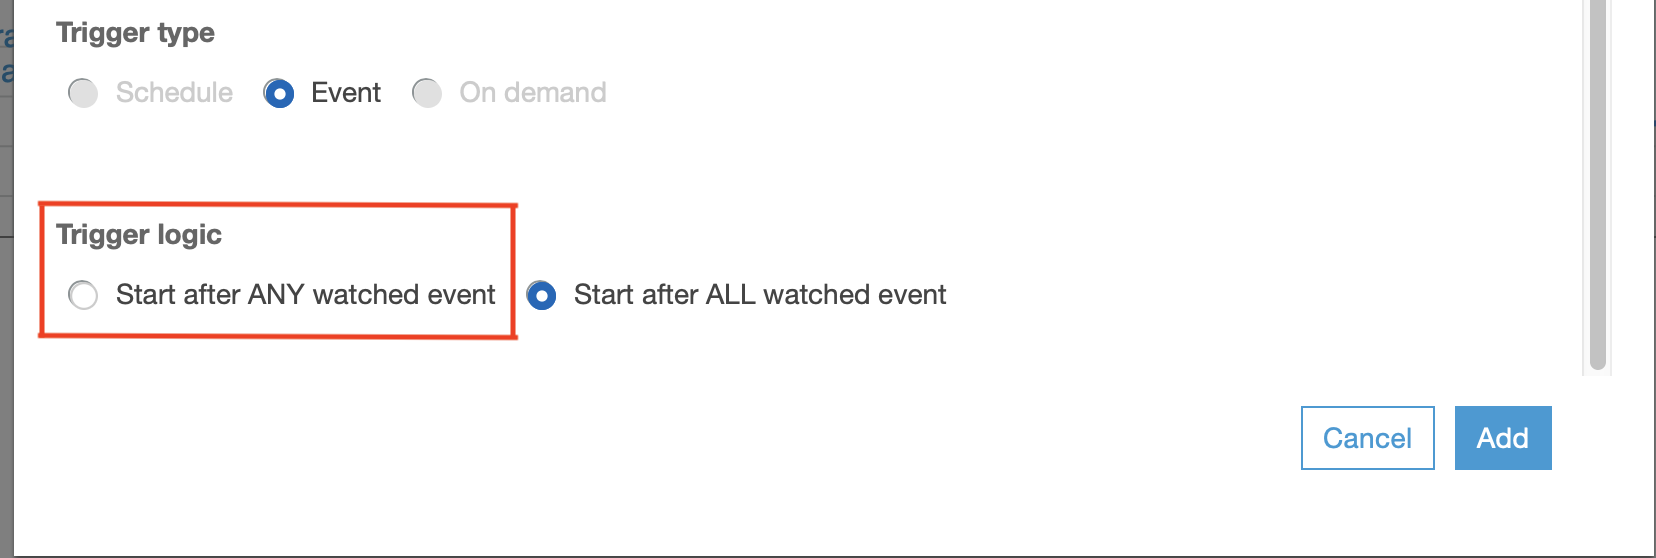 Trigger type
Schedule Event On demand
Trigger logic
Start after ANY watched event Start after ALL watched event
Cancel Add